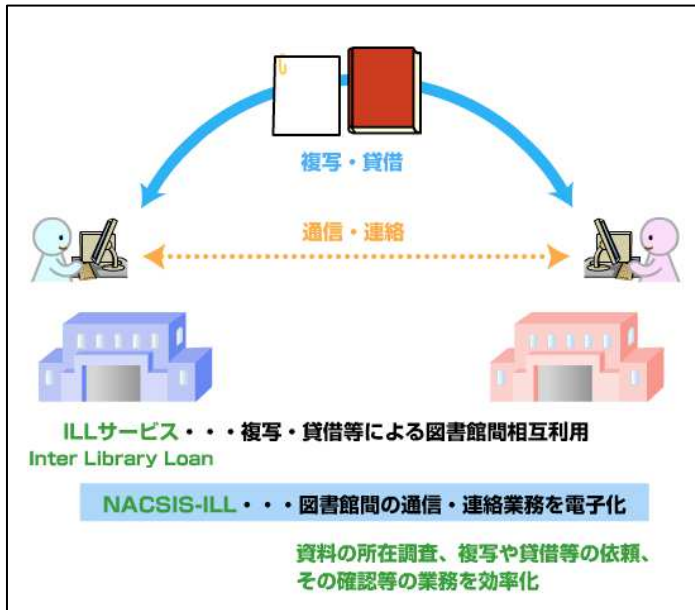 複写・貸借
通信・連絡
ILLサービス・・・複写・貸借等による図書館間相互利用
Inter Library Loan
NACSIS-ILL・・・図書館間の通信・連絡業務を電子化
資料の所在調査、複写や貸借等の依頼、
その確認等の業務を効率化